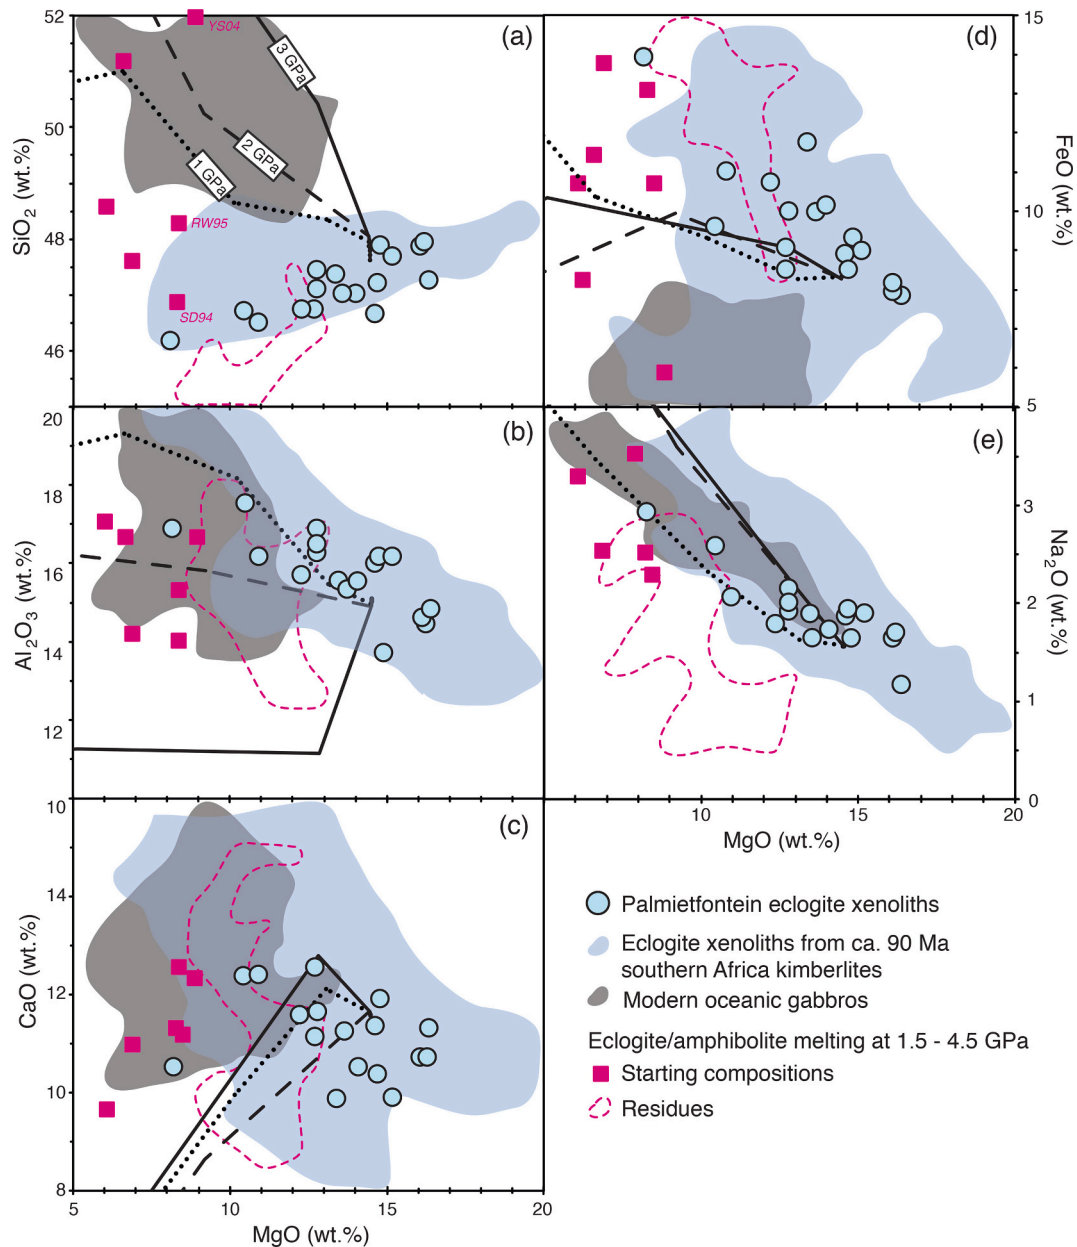 52
50
48
46
SiO2 (wt.%)
(a)
YS04
3 GPa
2 GPa
1 GPa
RW95
SD94
15
10
5
FeO (wt.%)
(d)
20
18
16
14
12
Al2O3 (wt.%)
(b)
3
2
1
0
Na2O (wt.%)
(e)
10
15
20
MgO (wt.%)
10
14
12
10
8
CaO (wt.%)
(c)
5
10
15
20
MgO (wt.%)
Palmietfontein eclogite xenoliths
Eclogite xenoliths from ca. 90 Ma
southern Africa kimberlites
Modern oceanic gabbros
Eclogite/amphibolite melting at 1.5 - 4.5 GPa
Starting compositions
Residues